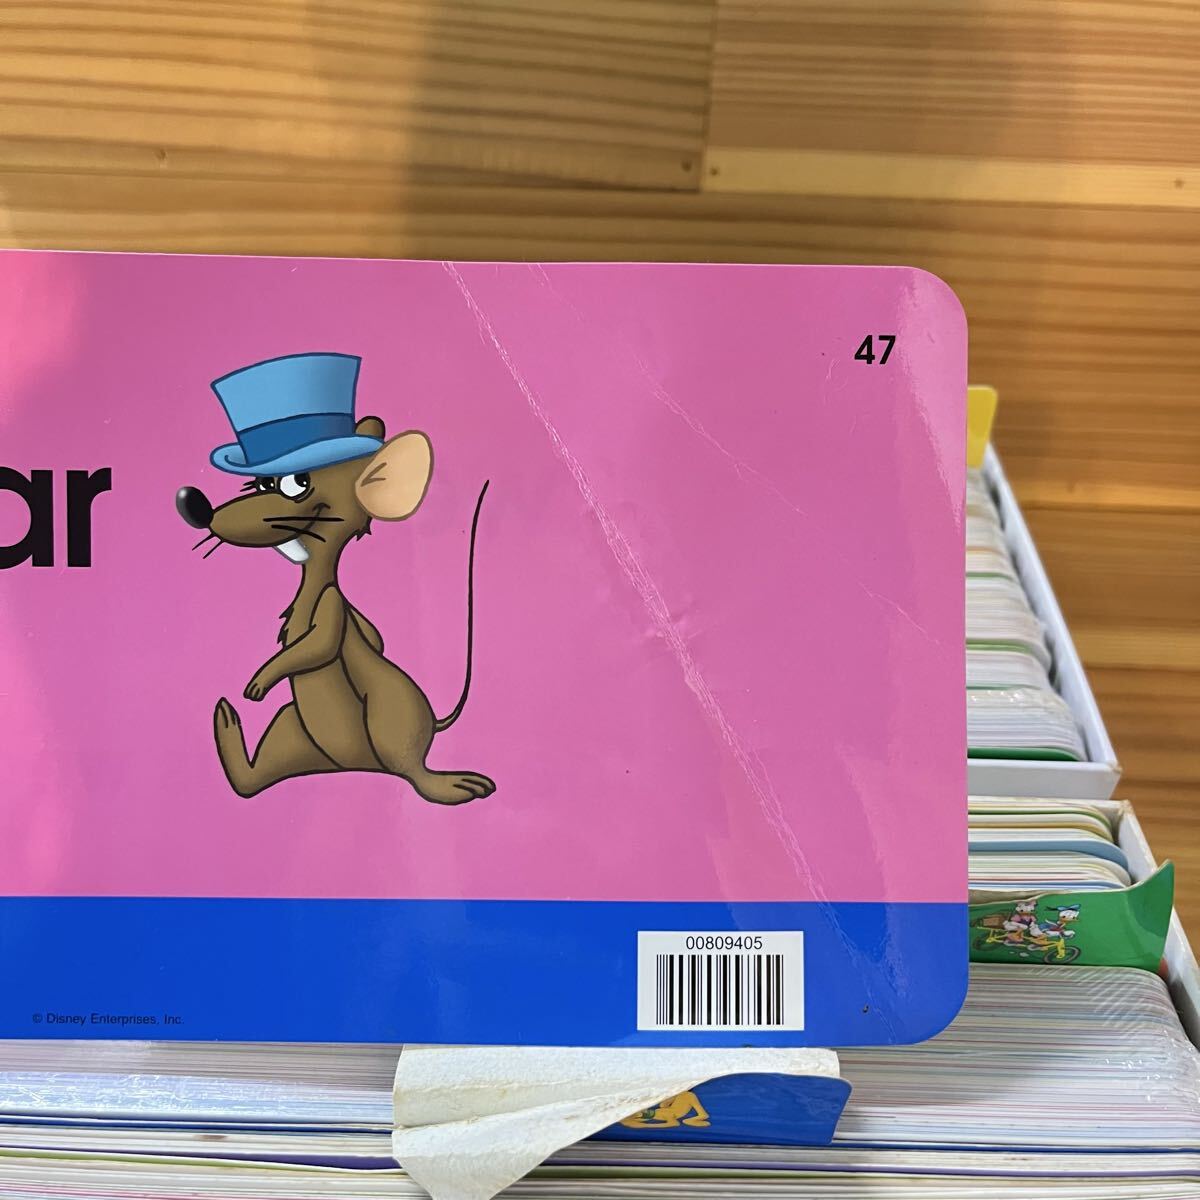 47
ar
00809405
© Disney Enterprises, Inc.